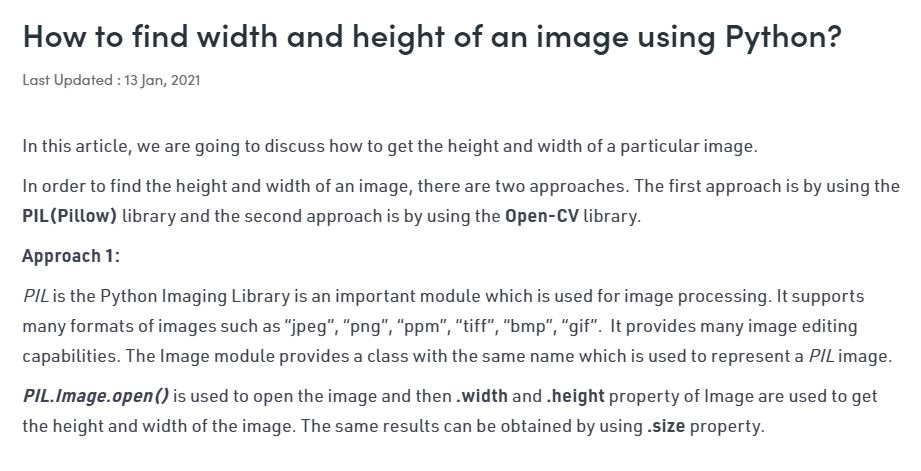 How to find width and height of an image using Python?
Last Updated : 13 Jan, 2021
In this article, we are going to discuss how to get the height and width of a particular image.
In order to find the height and width of an image, there are two approaches. The first approach is by using the
PIL(Pillow) library and the second approach is by using the Open-CV library.
Approach 1:
PIL is the Python Imaging Library is an important module which is used for image processing. It supports
many formats of images such as “jpeg”, “png”, “ppm”, “tiff”, “bmp”, “gif”.  It provides many image editing
capabilities. The Image module provides a class with the same name which is used to represent a PIL image.
PIL.Image.open() is used to open the image and then .width and .height property of Image are used to get
the height and width of the image. The same results can be obtained by using .size property.